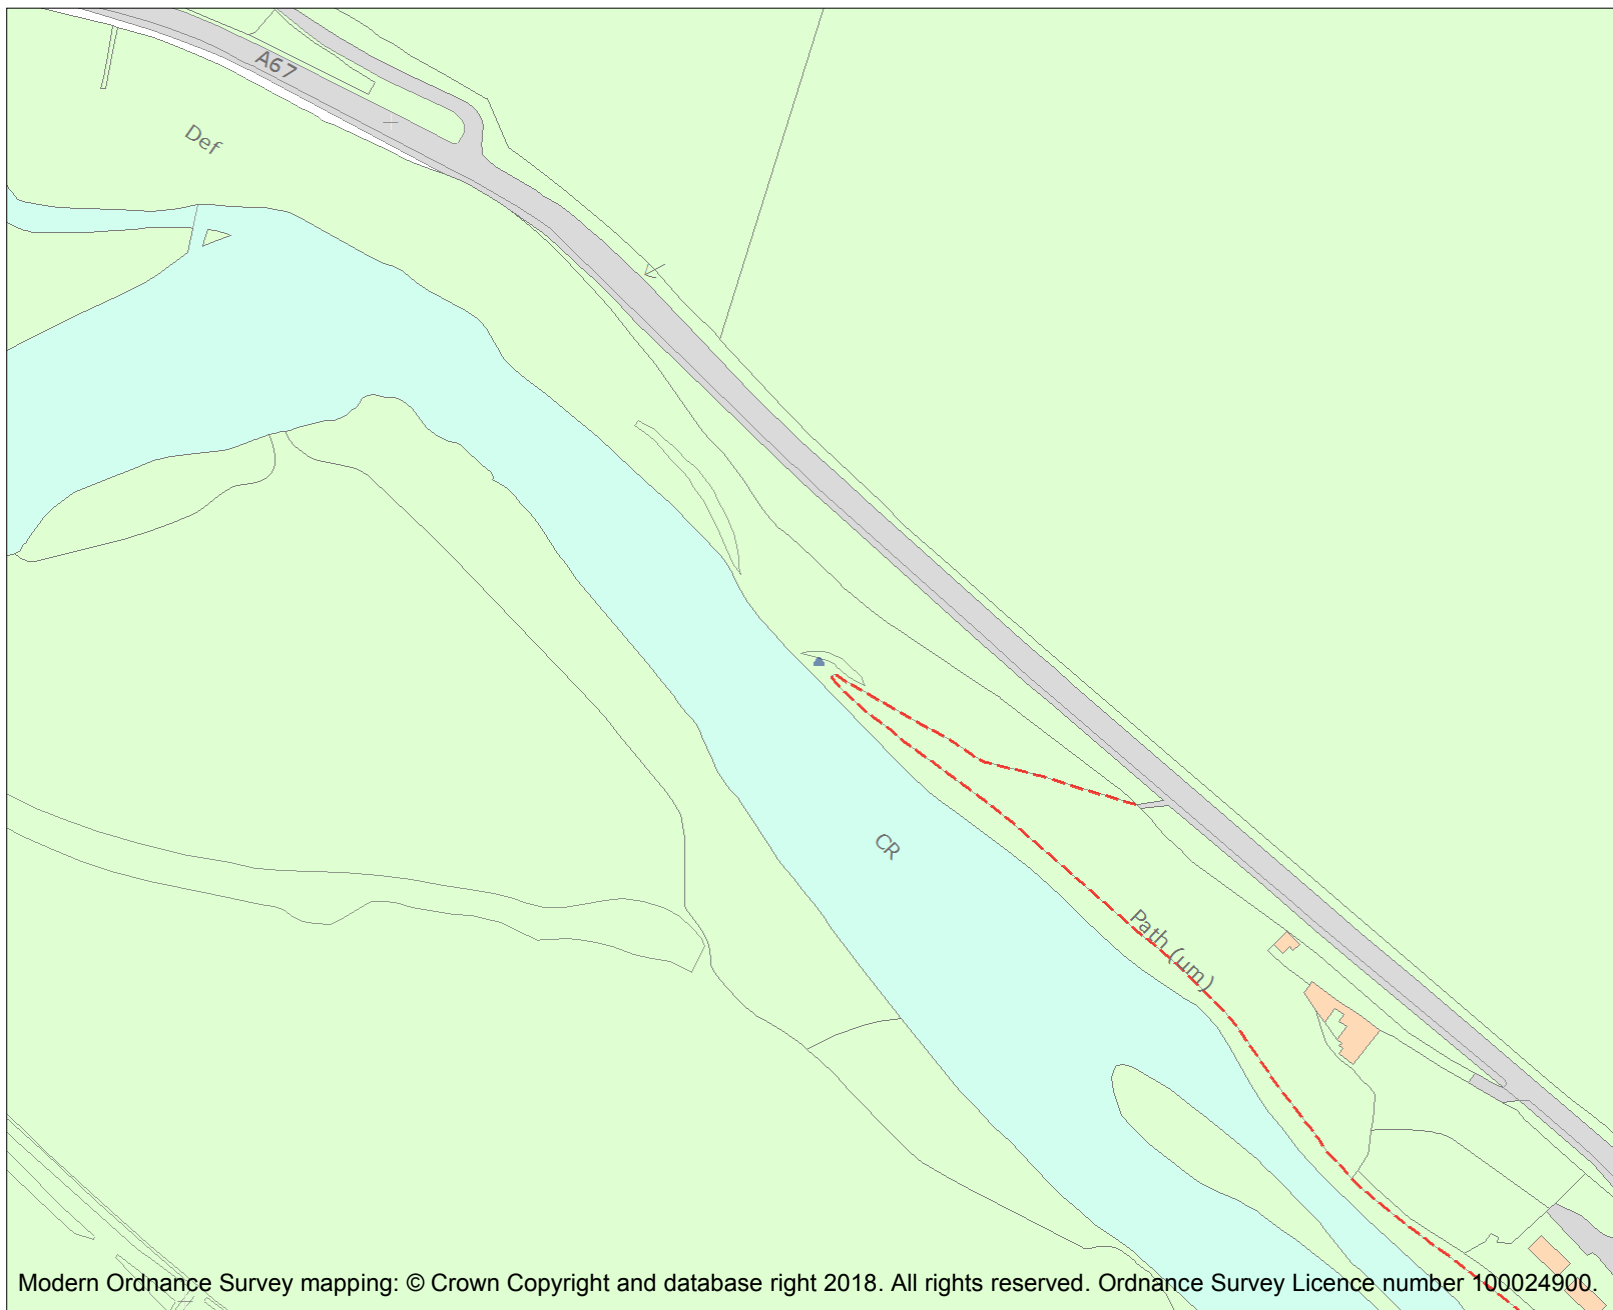 A67
Def
CR
Path (um)
Modern Ordnance Survey mapping: © Crown Copyright and database right 2018. All rights reserved. Ordnance Survey Licence number 100024900.